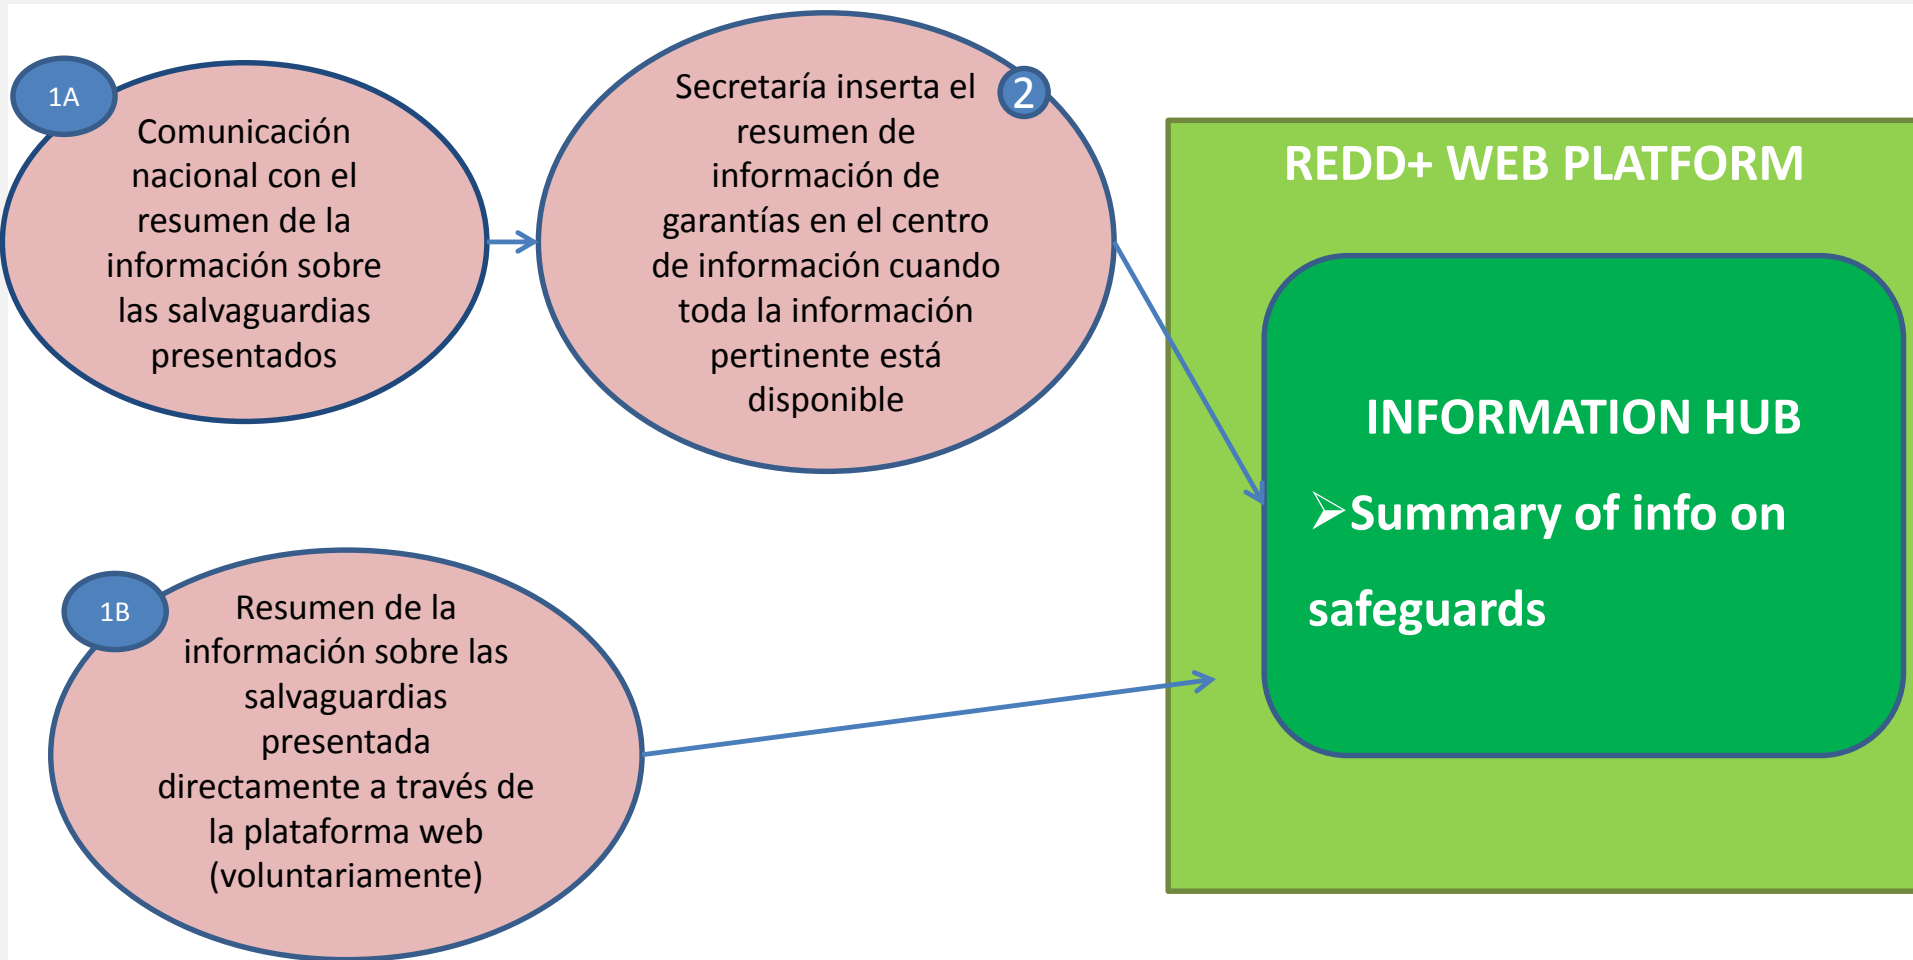 1A
Comunicación
nacional con el
resumen de la
información sobre
las salvaguardias
presentados
2
Secretaría inserta el
resumen de
información de
garantías en el centro
de información cuando
toda la información
pertinente está
disponible
1B
Resumen de la
información sobre las
salvaguardias
presentada
directamente a través de
la plataforma web
(voluntariamente)
REDD+ WEB PLATFORM
INFORMATION HUB
➢Summary of info on
safeguards